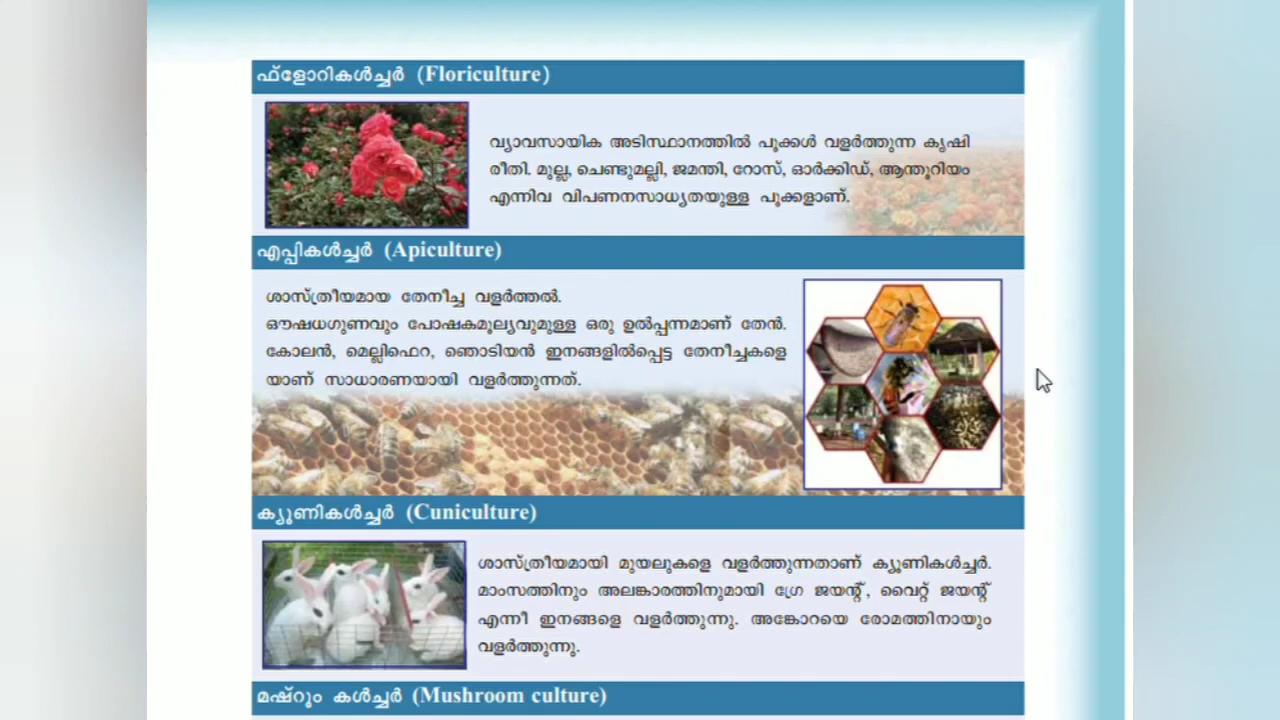 ഫ്ളോറികൾച്ചർ (Floriculture)
വ്യാവസായിക അടിസ്ഥാനത്തിൽ പൂക്കൾ വളർത്തുന്ന കൃഷി
രീതി. മുല്ല, ചെണ്ടുമല്ലി, ജമന്തി, റോസ്, ഓർക്കിഡ്, ആന്തൂറിയം
എന്നിവ വിപണനസാധ്യതയുള്ള പൂക്കളാണ്.
എപ്പികൾച്ചർ (Apiculture)
ശാസ്ത്രീയമായ തേനീച്ച വളർത്തൽ.
ഔഷധഗുണവും പോഷകമൂല്യവുമുള്ള ഒരു ഉൽപ്പന്നമാണ് തേൻ.
കോലൻ, മെല്ലിഫെറ, ഞൊടിയൻ ഇനങ്ങളിൽപ്പെട്ട തേനീച്ചകളെ
യാണ് സാധാരണയായി വളർത്തുന്നത്.
ക്യൂണികൾച്ചർ (Cuniculture)
ശാസ്ത്രീയമായി മുയലുകളെ വളർത്തുന്നതാണ് ക്യൂണികൾച്ചർ.
മാംസത്തിനും അലങ്കാരത്തിനുമായി ഗ്രേ ജയന്റ്, വൈറ്റ് ജയന്റ്
എന്നീ ഇനങ്ങളെ വളർത്തുന്നു. അങ്കോറയെ രോമത്തിനായും
വളർത്തുന്നു.
മഷ്റൂം കൾച്ചർ (Mushroom culture)